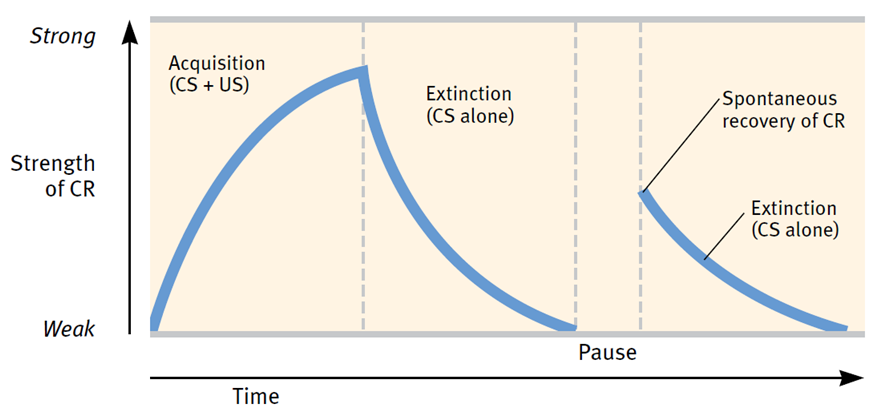 Strong
Acquisition
(CS + US)
Extinction
(CS alone)
Spontaneous
recovery of CR
Strength
of CR
Extinction
(CS alone)
Weak
Pause
Time